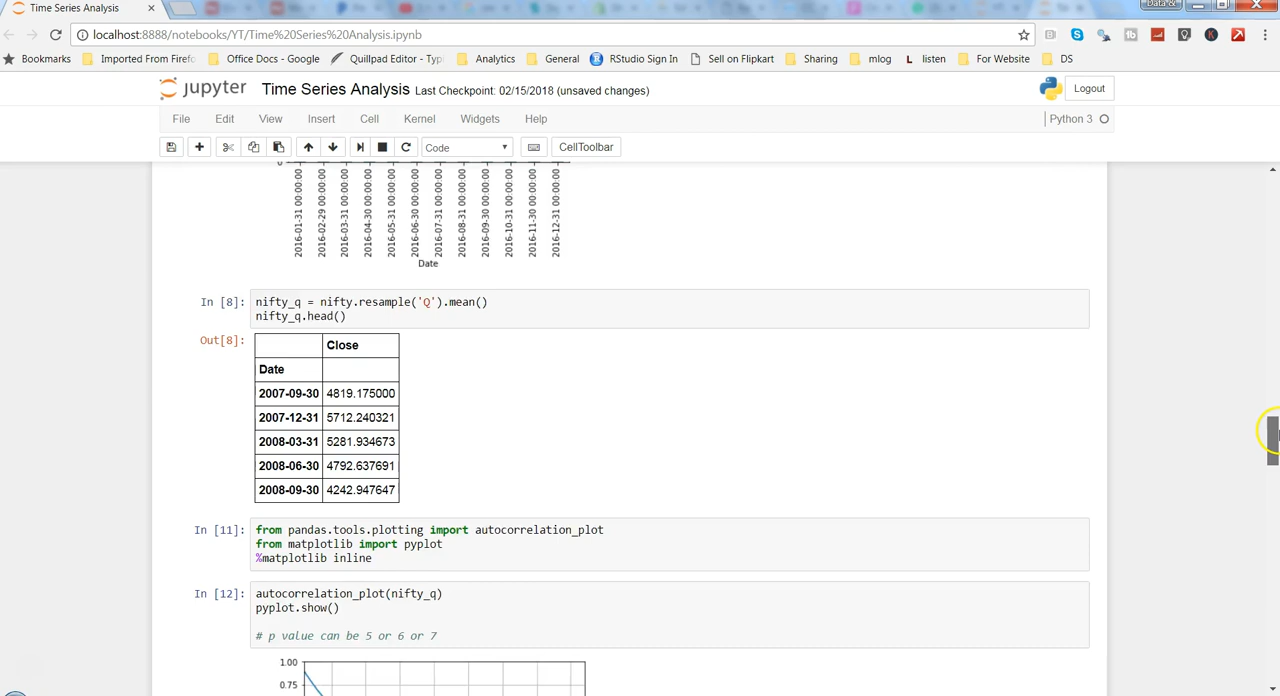 Time Series Analysis
Data &
localhost:8888/notebooks/YT/Time%20Series%20Analysis.ipynb
Bookmarks Imported From Firefo Office Docs - Google Quillpad Editor - Typi Analytics General RStudio Sign In Sell on Flipkart Sharing mlog listen For Website DS
jupyter Time Series Analysis Last Checkpoint: 02/15/2018 (unsaved changes) Logout
File Edit View Insert Cell Kernel Widgets Help Python 3
Code CellToolbar
0
2016-01-31 00:00:00
2016-02-29 00:00:00
2016-03-31 00:00:00
2016-04-30 00:00:00
2016-05-31 00:00:00
2016-06-30 00:00:00
2016-07-31 00:00:00
2016-08-31 00:00:00
2016-09-30 00:00:00
2016-10-31 00:00:00
2016-11-30 00:00:00
2016-12-31 00:00:00
Date
In [8]: nifty_q = nifty.resample('Q').mean()
nifty_q.head()
Out[8]:
Close
Date
2007-09-30 4819.175000
2007-12-31 5712.240321
2008-03-31 5281.934673
2008-06-30 4792.637691
2008-09-30 4242.947647
In [11]: from pandas.tools.plotting import autocorrelation_plot
from matplotlib import pyplot
%matplotlib inline
In [12]: autocorrelation_plot(nifty_q)
pyplot.show()
# p value can be 5 or 6 or 7
1.00
0.75